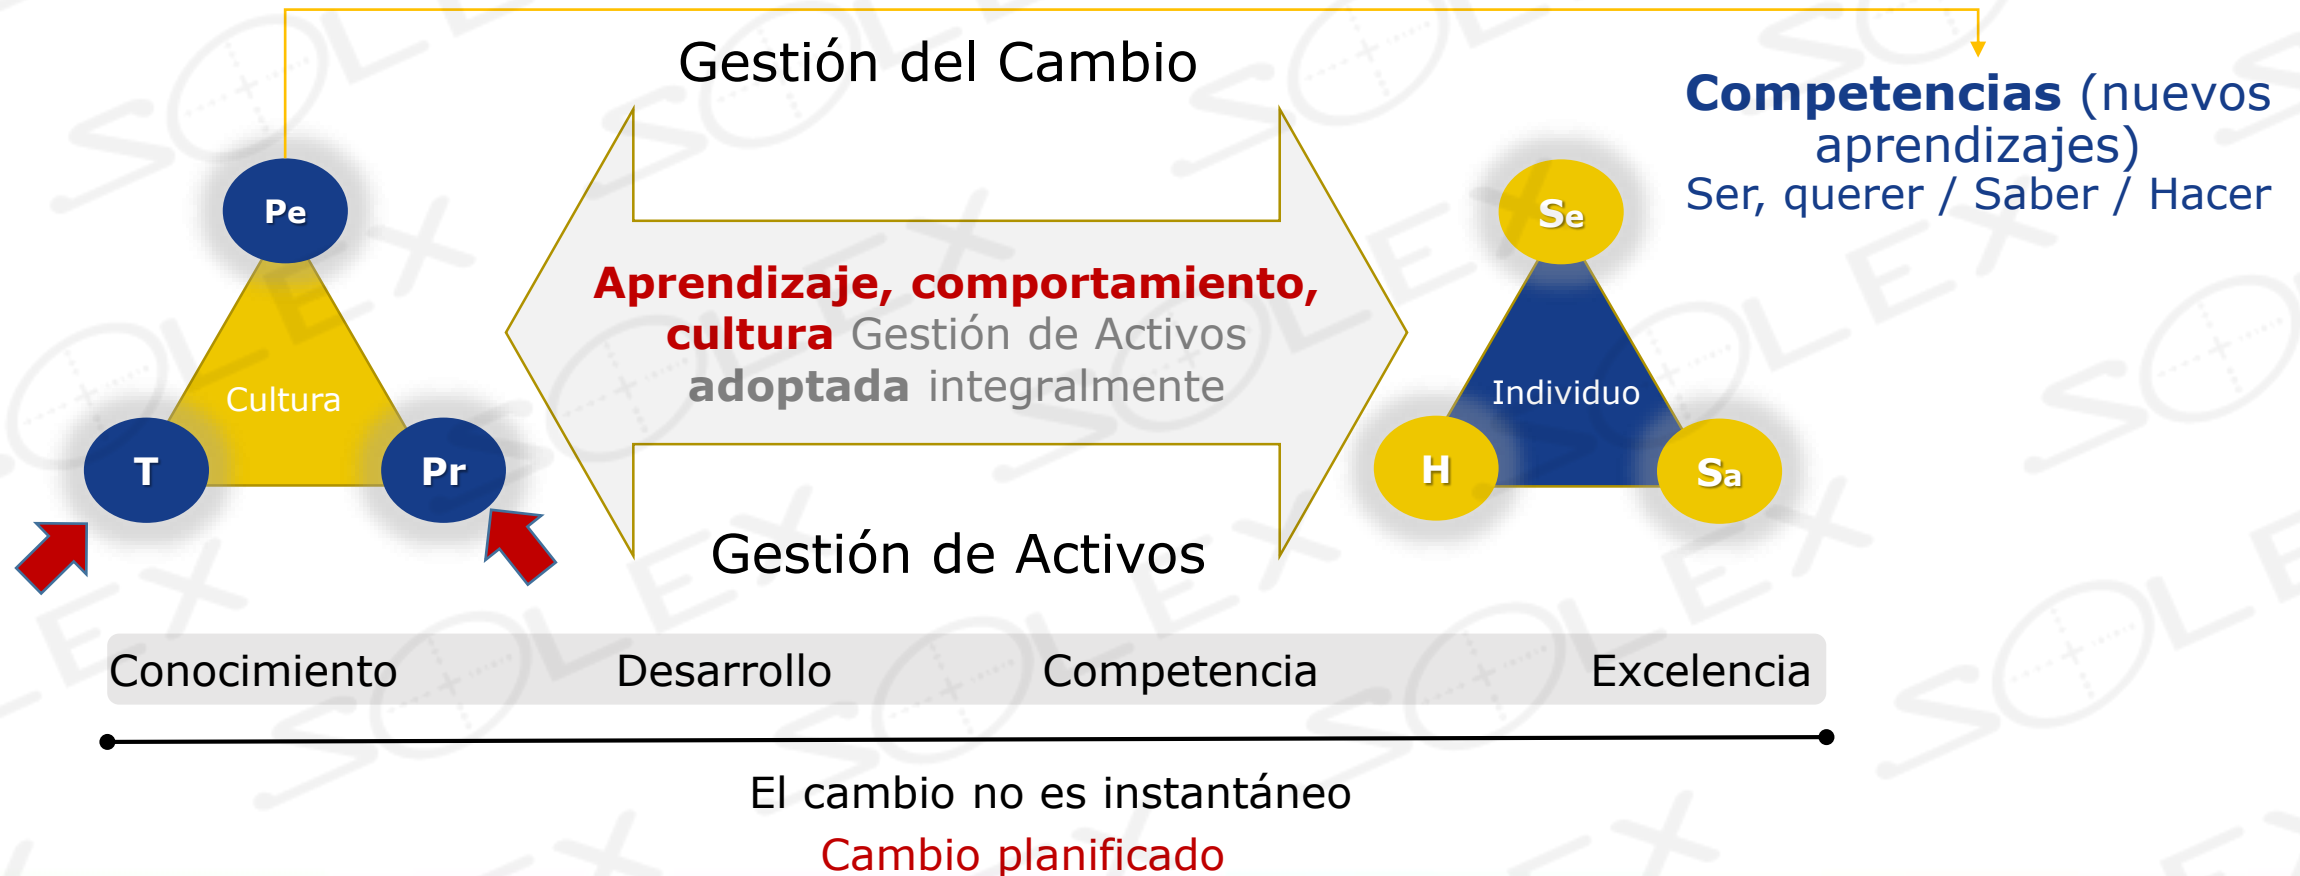 Gestión del Cambio
Competencias (nuevos
aprendizajes)
Ser, querer / Saber / Hacer
Pe
Se
Aprendizaje, comportamiento,
cultura Gestión de Activos
adoptada integralmente
Cultura
Individuo
T
Pr
H
Sa
Gestión de Activos
Conocimiento Desarrollo Competencia Excelencia
El cambio no es instantáneo
Cambio planificado
SOLEX